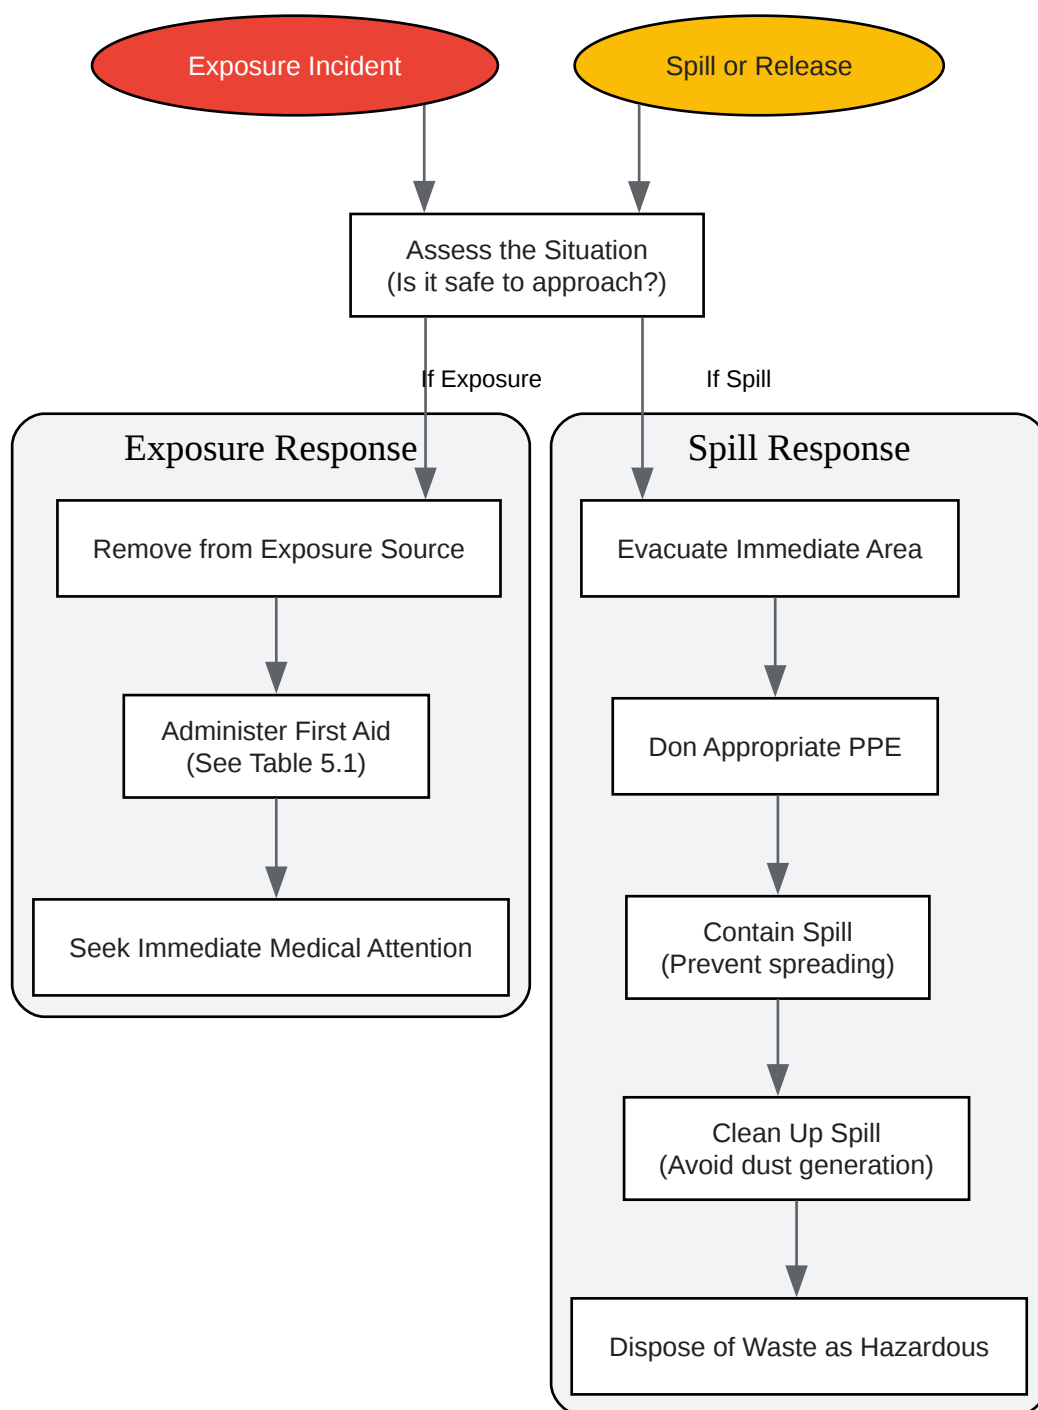 Exposure Incident
Spill or Release
Assess the Situation
(Is it safe to approach?)
If Exposure
If Spill
Exposure Response
Remove from Exposure Source
Administer First Aid
(See Table 5.1)
Seek Immediate Medical Attention
Spill Response
Evacuate Immediate Area
Don Appropriate PPE
Contain Spill
(Prevent spreading)
Clean Up Spill
(Avoid dust generation)
Dispose of Waste as Hazardous